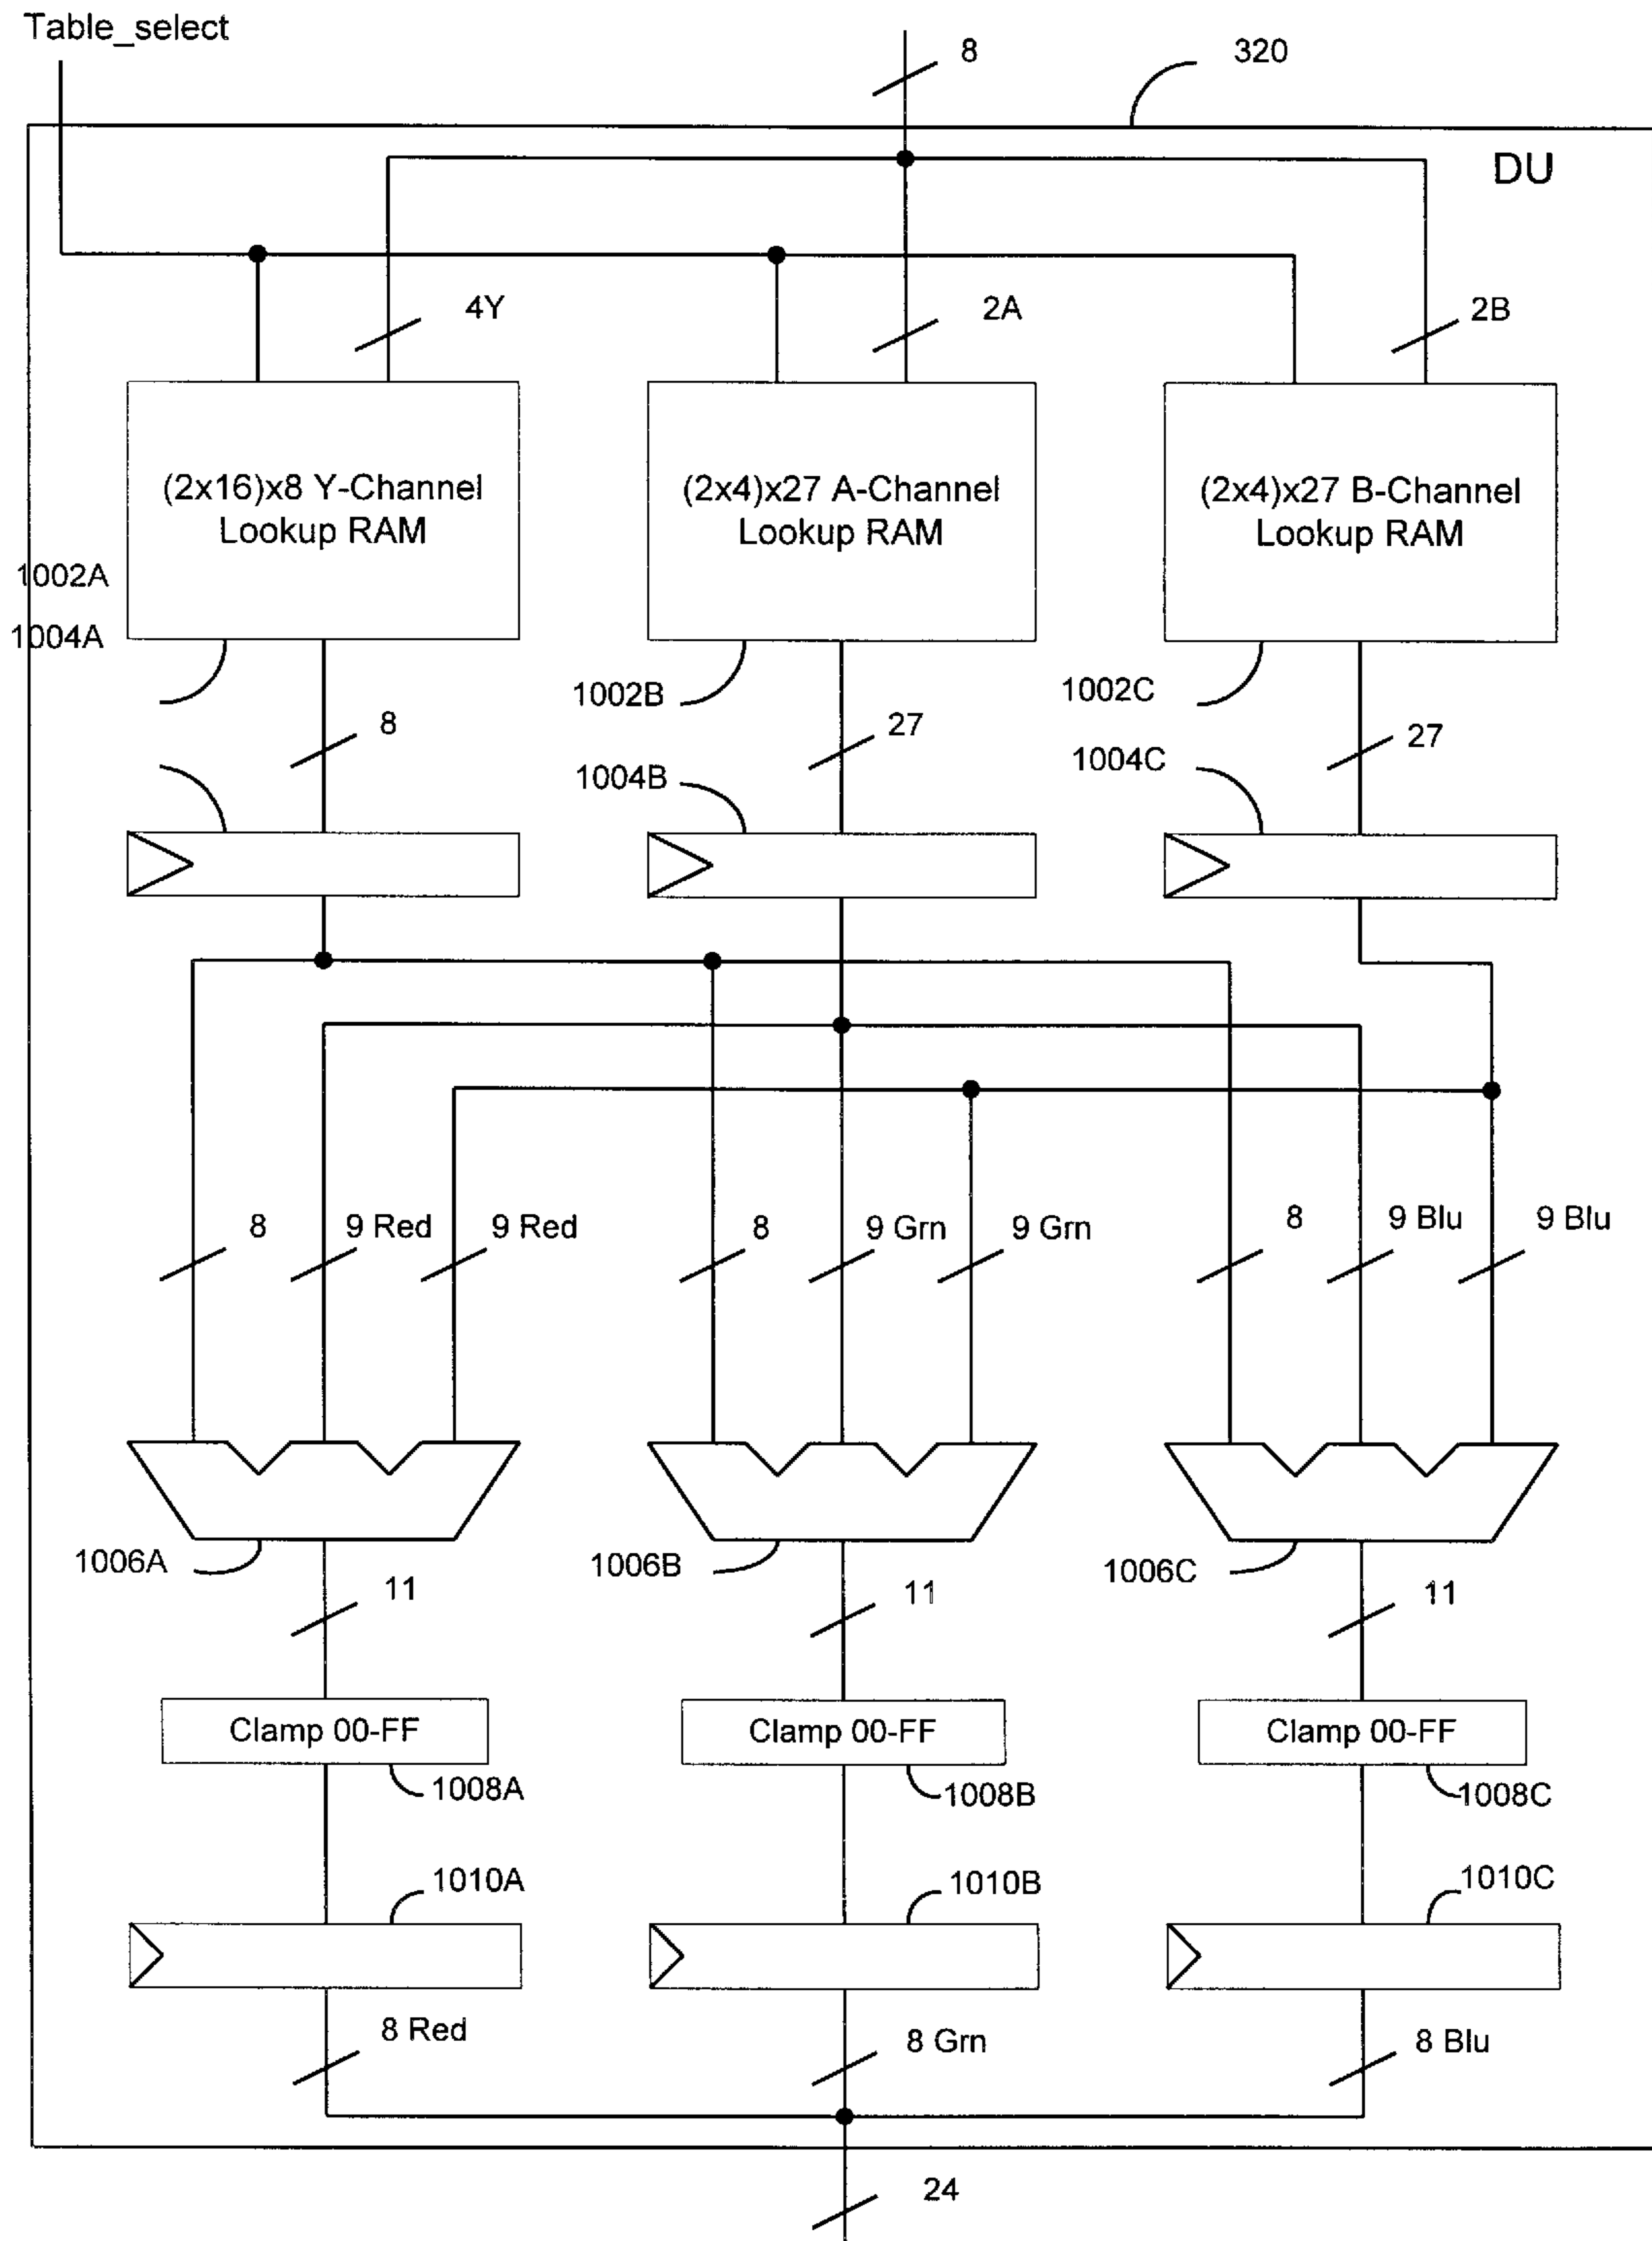 Table_select
8
320
DU
4Y
2A
2B
(2x16)x8 Y-Channel
Lookup RAM
(2x4)x27 A-Channel
Lookup RAM
(2x4)x27 B-Channel
Lookup RAM
1002A
1004A
1002B
1002C
8
27
27
1004B
1004C
8
9 Red
9 Red
8
9 Grn
9 Grn
8
9 Blu
9 Blu
1006A
1006B
1006C
11
11
11
Clamp 00-FF
Clamp 00-FF
Clamp 00-FF
1008A
1008B
1008C
1010A
1010B
1010C
8 Red
8 Grn
8 Blu
24